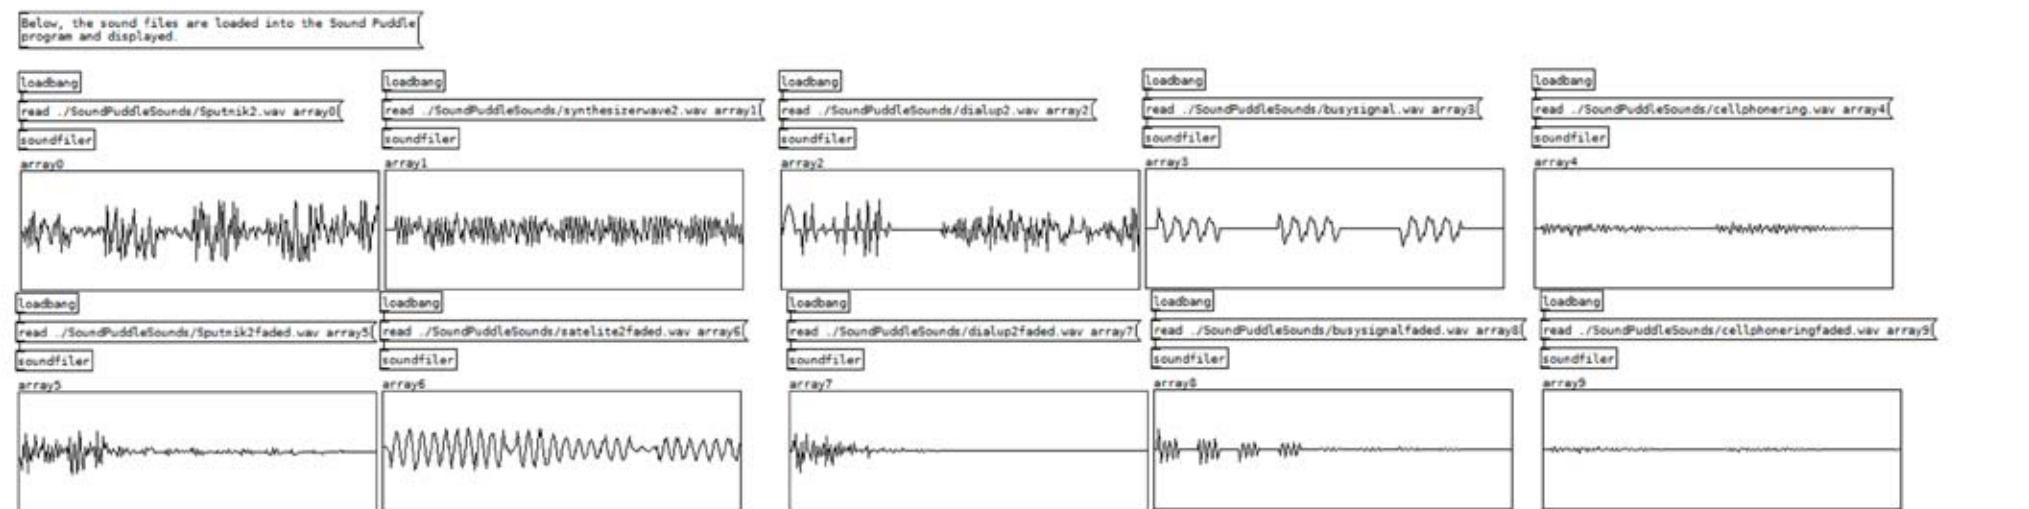 Below, the sound files are loaded into the Sound Puddle
program and displayed.
loadbang
read ./SoundPuddleSounds/Sputnik2.wav array0
soundfiler
array0
loadbang
read ./SoundPuddleSounds/synthesizerwave2.wav array1
soundfiler
array1
loadbang
read ./SoundPuddleSounds/dialup2.wav array2
soundfiler
array2
loadbang
read ./SoundPuddleSounds/busysignal.wav array3
soundfiler
array3
loadbang
read ./SoundPuddleSounds/cellphonering.wav array4
soundfiler
array4
loadbang
read ./SoundPuddleSounds/Sputnik2faded.wav array5
soundfiler
array5
loadbang
read ./SoundPuddleSounds/satelite2faded.wav array6
soundfiler
array6
loadbang
read ./SoundPuddleSounds/dialup2faded.wav array7
soundfiler
array7
loadbang
read ./SoundPuddleSounds/busysignalfaded.wav array8
soundfiler
array8
loadbang
read ./SoundPuddleSounds/cellphoneringfaded.wav array9
soundfiler
array9